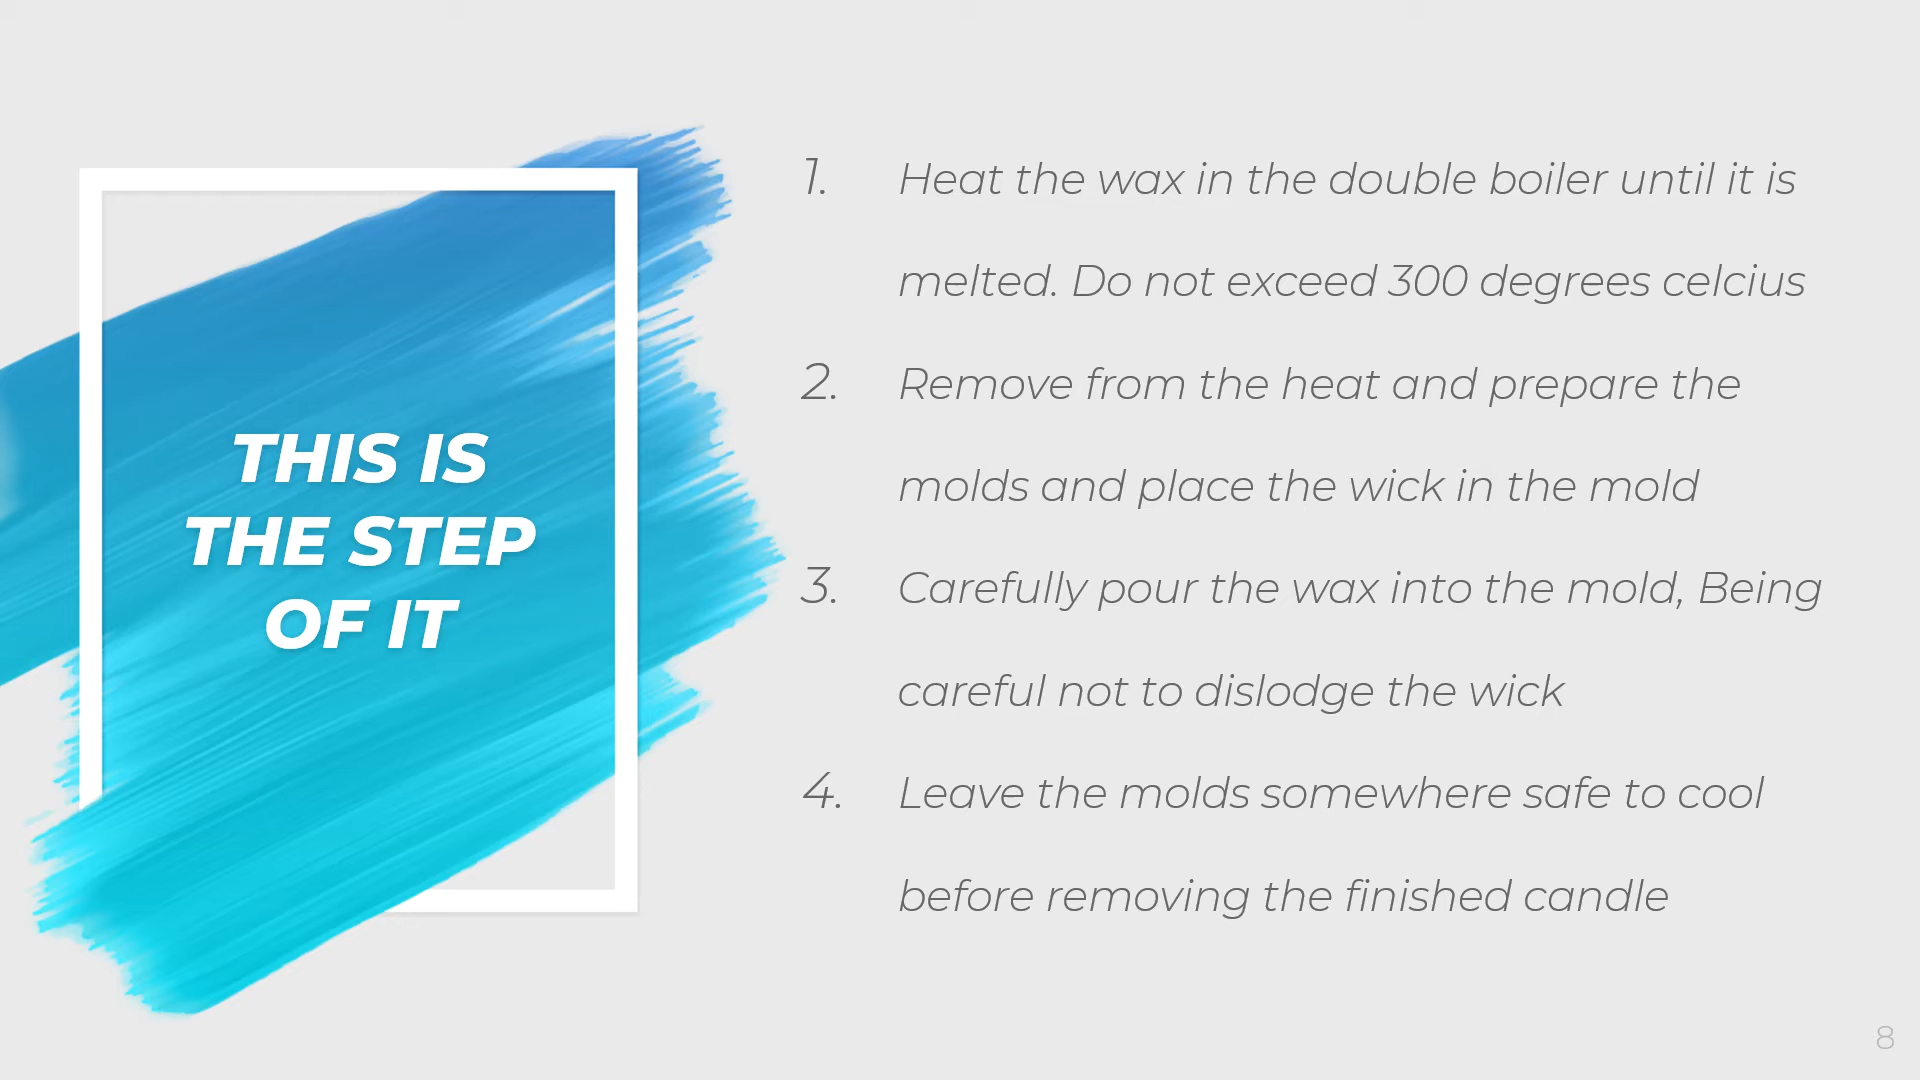 THIS IS
THE STEP
OF IT
1. Heat the wax in the double boiler until it is
melted. Do not exceed 300 degrees celcius
2. Remove from the heat and prepare the
molds and place the wick in the mold
3. Carefully pour the wax into the mold, Being
careful not to dislodge the wick
4. Leave the molds somewhere safe to cool
before removing the finished candle
8